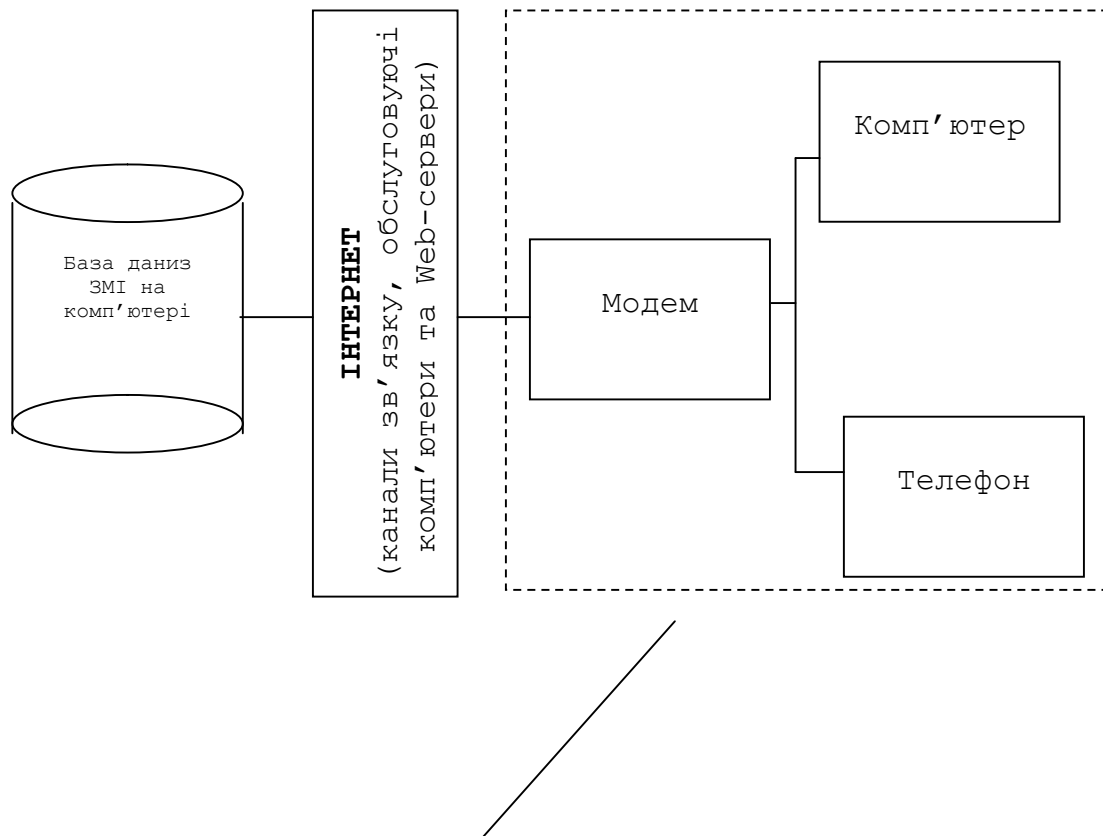 База даниз
ЗМІ на
комп'ютері
ІНТЕРНЕТ
(канали зв'язку, обслуговуючі
комп'ютери та Web-сервери)
Модем
Комп'ютер
Телефон